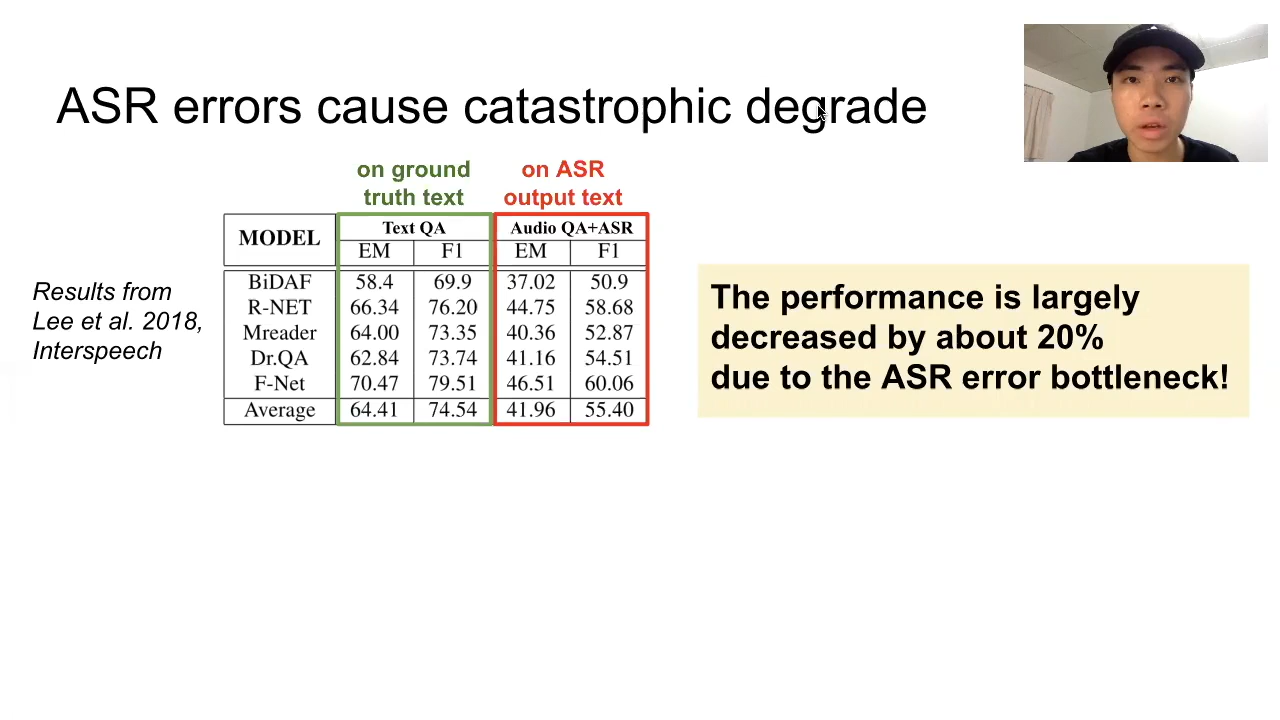 ASR errors cause catastrophic degrade
on ground
truth text
on ASR
output text
Results from
Lee et al. 2018,
Interspeech
MODEL Text QA Audio QA+ASR
EM F1 EM F1
BiDAF 58.4 69.9 37.02 50.9
R-NET 66.34 76.20 44.75 58.68
Mreader 64.00 73.35 40.36 52.87
Dr.QA 62.84 73.74 41.16 54.51
F-Net 70.47 79.51 46.51 60.06
Average 64.41 74.54 41.96 55.40
The performance is largely
decreased by about 20%
due to the ASR error bottleneck!